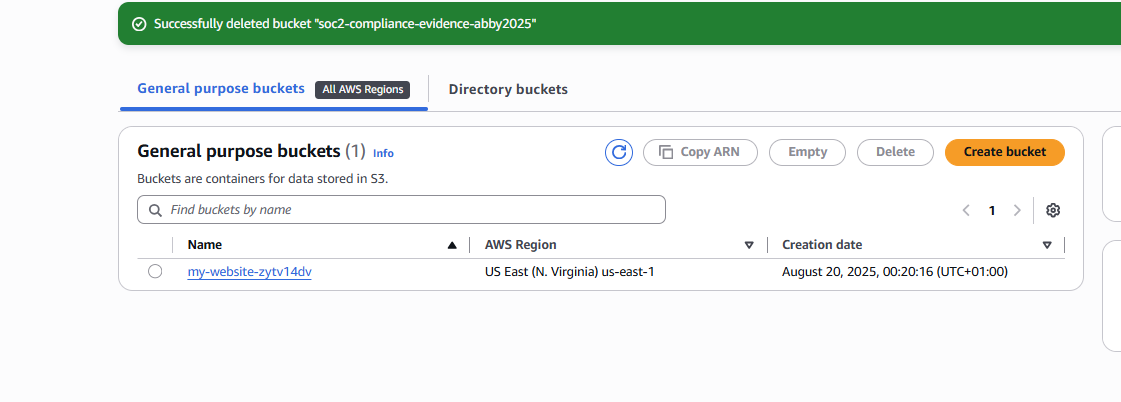 Successfully deleted bucket "soc2-compliance-evidence-abby2025"
General purpose buckets All AWS Regions Directory buckets
General purpose buckets (1) Info Copy ARN Empty Delete Create bucket
Buckets are containers for data stored in S3.
Find buckets by name 1
Name AWS Region Creation date
my-website-zytv14dv US East (N. Virginia) us-east-1 August 20, 2025, 00:20:16 (UTC+01:00)